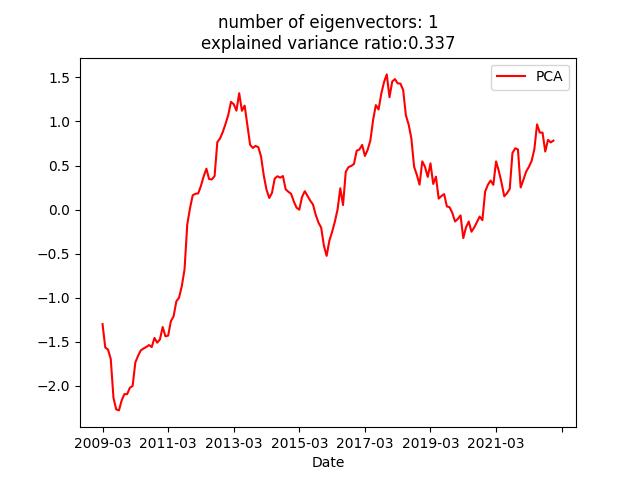 number of eigenvectors: 1
explained variance ratio:0.337
PCA
1.5
1.0
0.5
0.0
−0.5
−1.0
−1.5
−2.0
2009-03 2011-03 2013-03 2015-03 2017-03 2019-03 2021-03
Date